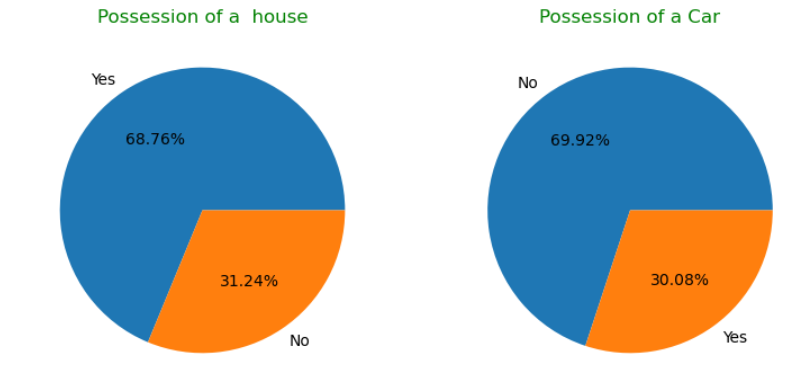 Possession of a  house
Yes
68.76%
31.24%
No
Possession of a Car
No
69.92%
30.08%
Yes